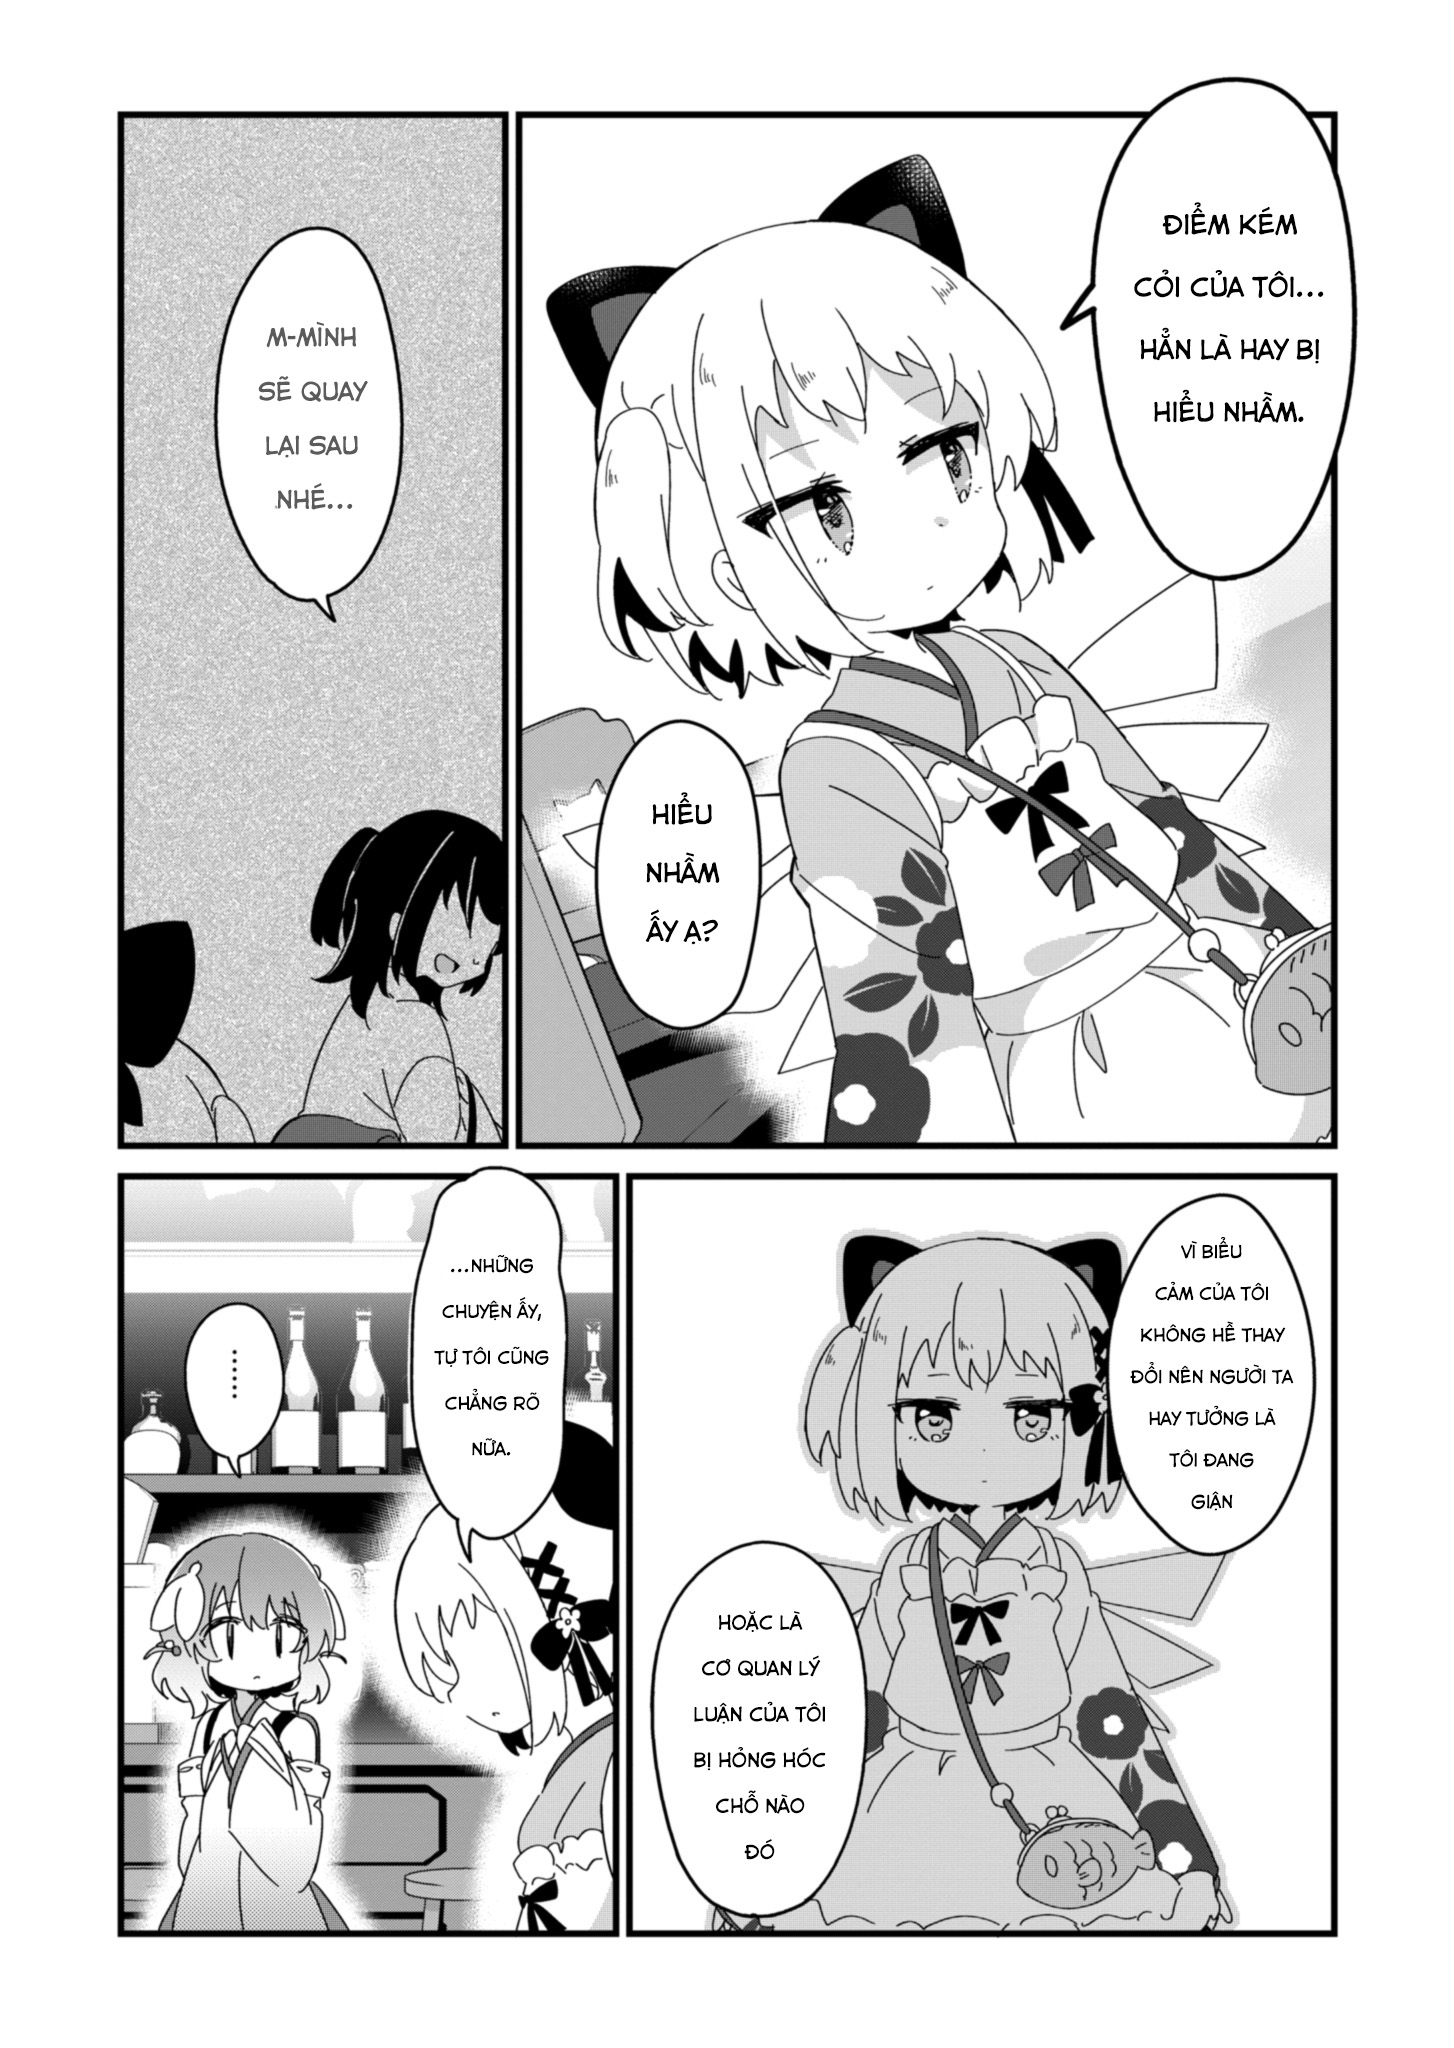 ĐIỂM KÉM
CỎI CỦA TÔI...
HẲN LÀ HAY BỊ
HIỂU NHẦM.
HIỂU
NHẦM
ẤY Ạ?
M-MÌNH
SẼ QUAY
LẠI SAU
NHÉ...
VÌ BIỂU
CẢM CỦA TÔI
KHÔNG HỀ THAY
ĐỔI NÊN NGƯỜI TA
HAY TƯỞNG LÀ
TÔI ĐANG
GIẬN
HOẶC LÀ
CƠ QUAN LÝ
LUẬN CỦA TÔI
BỊ HỎNG HÓC
CHỖ NÀO
ĐÓ
...NHỮNG
CHUYỆN ẤY,
TỰ TÔI CŨNG
CHẲNG RÕ
NỮA.
......